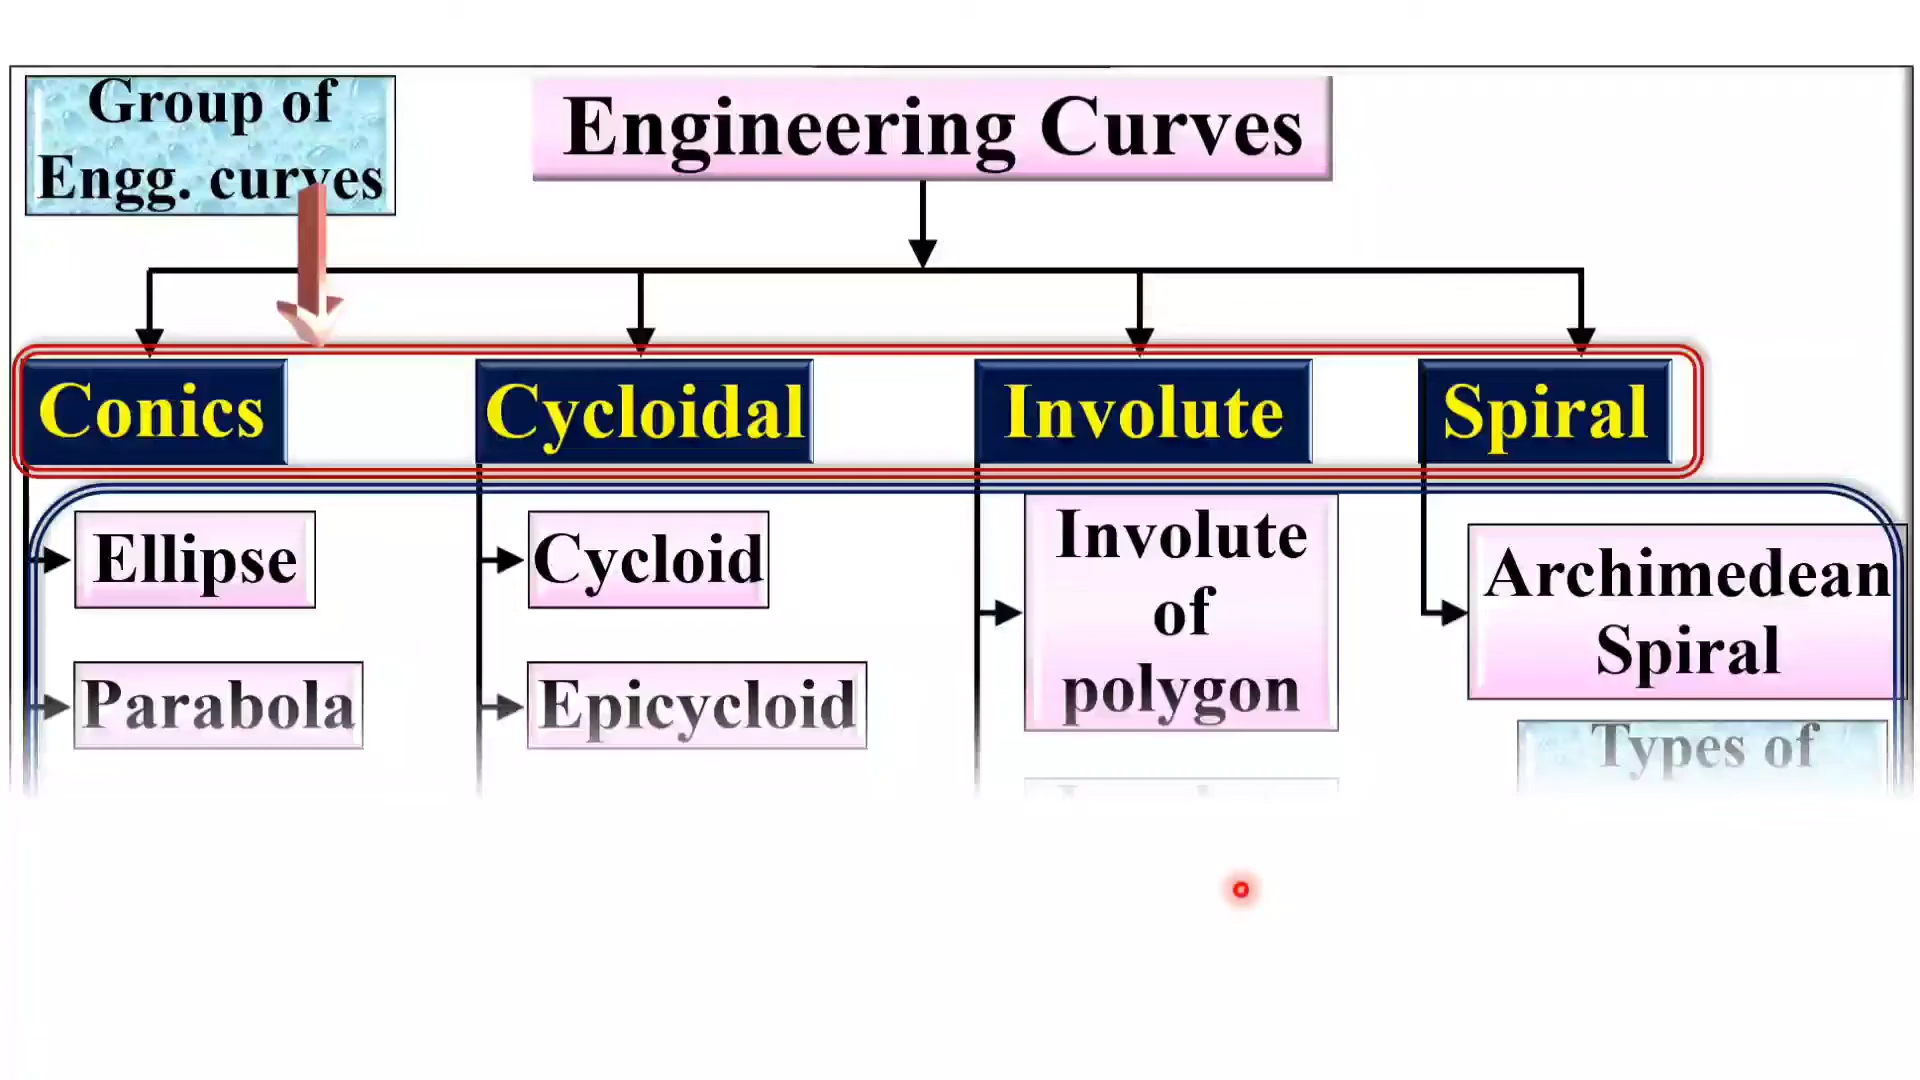 Group of
Engg. curves
Engineering Curves
Conics
Cycloidal
Involute
Spiral
Ellipse
Cycloid
Involute
of
polygon
Archimedean
Spiral
Parabola
Epicycloid
Types of